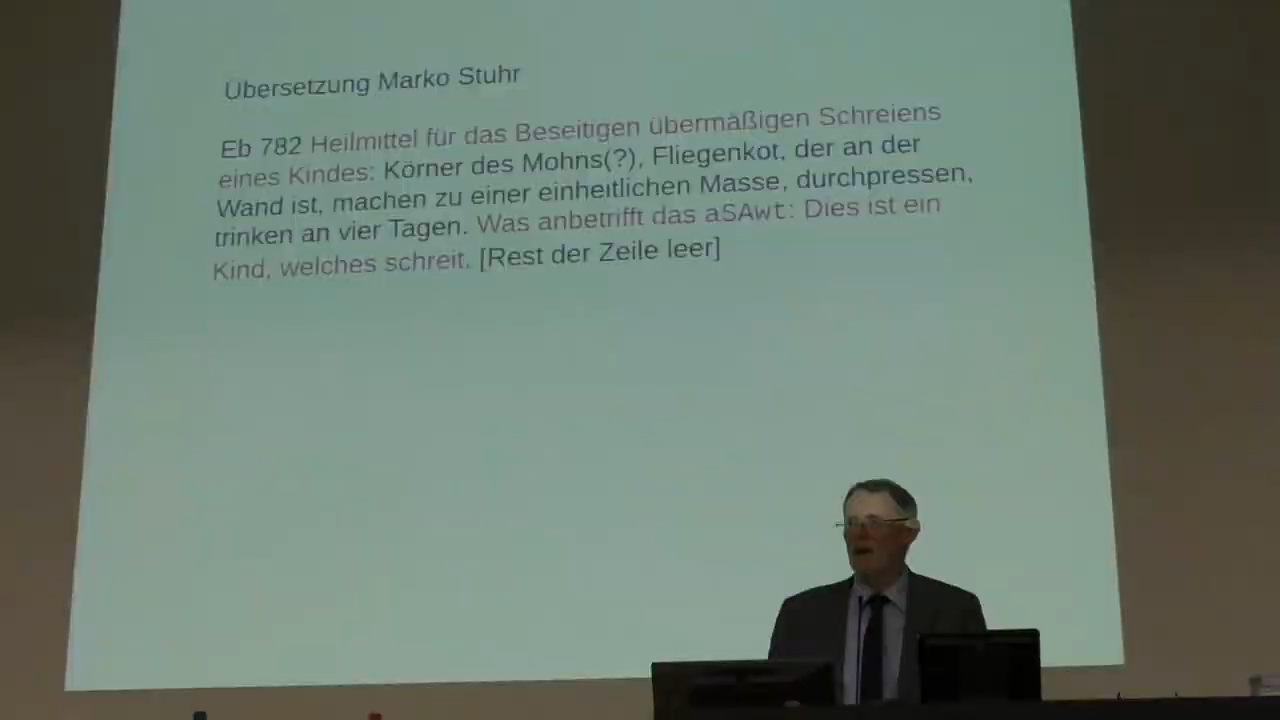 Übersetzung Marko Stuhr
Eb 782 Heilmittel für das Beseitigen übermäßigen Schreiens
eines Kindes: Körner des Mohns(?), Fliegenkot, der an der
Wand ist, machen zu einer einheitlichen Masse, durchpressen,
trinken an vier Tagen. Was anbetrifft das aSAwt: Dies ist ein
Kind, welches schreit. [Rest der Zeile leer]